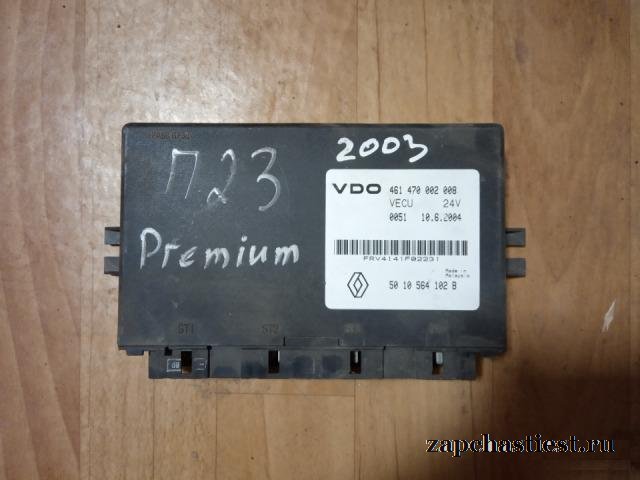 2003
П23
Premium
VDO 461 470 002 008
VECU 24V
0051 10.6.2004
FRV4141F02231
Made in
Malaysia
50 10 564 102 B
ST1 ST2
zapchastiest.ru